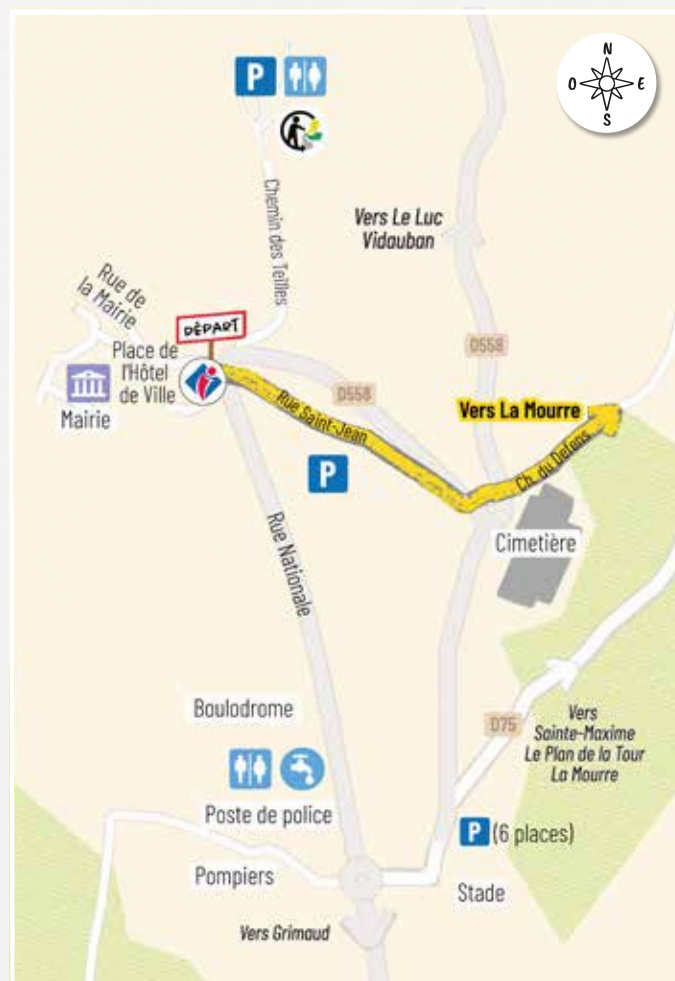 P
N
O E
S
Chemin des Teilles
Vers Le Luc
Vidauban
Rue de
la Mairie
DÉPART
Place de
l'Hôtel
de Ville
Mairie
D558
D558
Rue Saint-Jean
Vers La Mourre
Ch. du Defens
P
Cimetière
Rue Nationale
Boulodrome
D75
Vers
Sainte-Maxime
Le Plan de la Tour
La Mourre
Poste de police
P (6 places)
Pompiers
Stade
Vers Grimaud